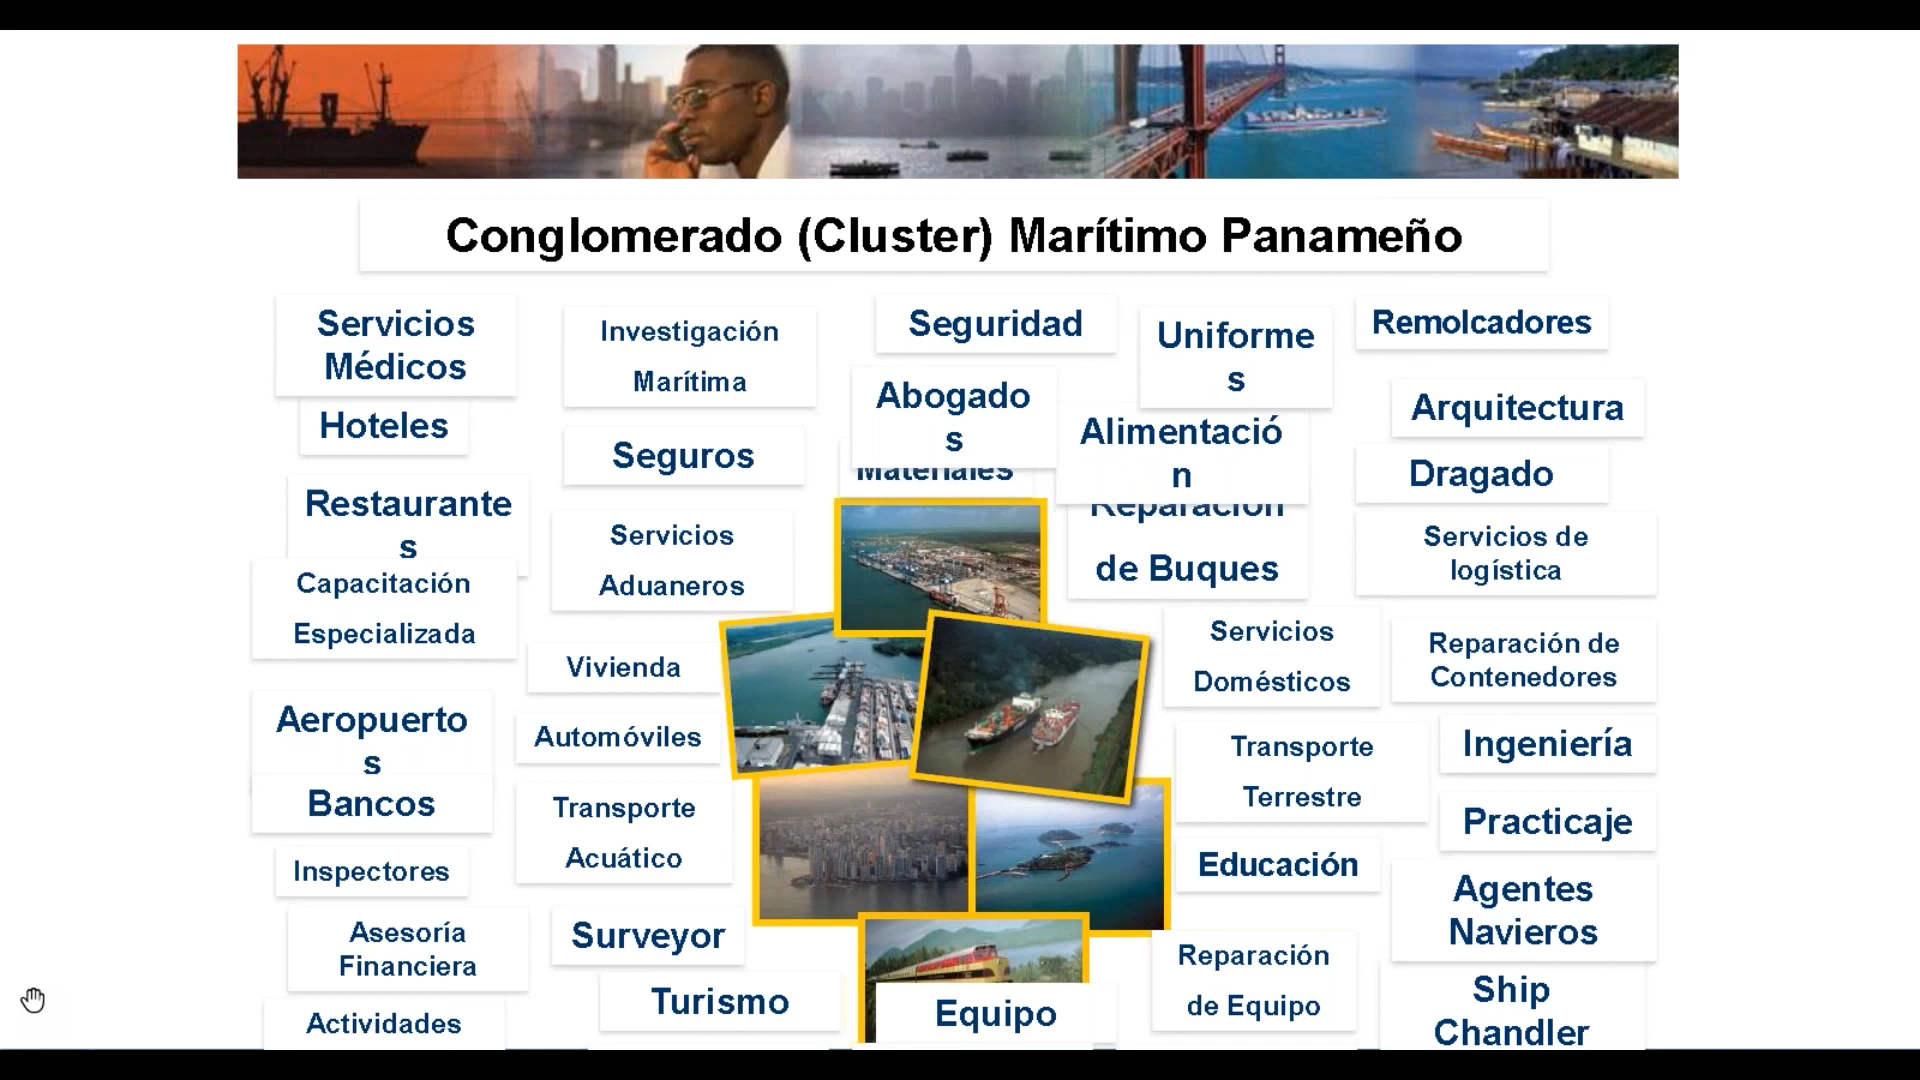 Conglomerado (Cluster) Marítimo Panameño
Servicios
Médicos
Hoteles
Restaurante
s
Capacitación
Especializada
Aeropuerto
s
Bancos
Inspectores
Asesoría
Financiera
Actividades
Investigación
Marítima
Seguros
Servicios
Aduaneros
Vivienda
Automóviles
Transporte
Acuático
Surveyor
Turismo
Seguridad
Abogado
s
Materiales
Equipo
Uniforme
s
Alimentació
n
Reparación
de Buques
Servicios
Domésticos
Transporte
Terrestre
Educación
Reparación
de Equipo
Remolcadores
Arquitectura
Dragado
Servicios de
logística
Reparación de
Contenedores
Ingeniería
Practicaje
Agentes
Navieros
Ship
Chandler